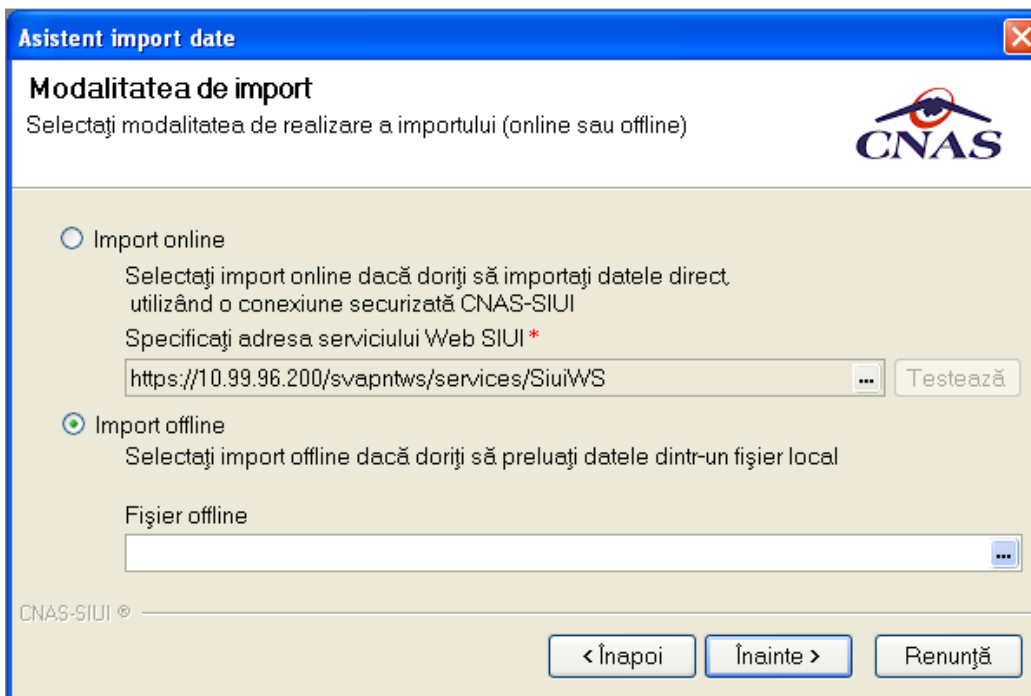 Asistent import date
Modalitatea de import
Selectaţi modalitatea de realizare a importului (online sau offline)
CNAS
Import online
Selectaţi import online dacă doriţi să importaţi datele direct,
utilizând o conexiune securizată CNAS-SIUI
Specificaţi adresa serviciului Web SIUI *
https://10.99.96.200/svapntws/services/SiuiWS ... Testează
Import offline
Selectaţi import offline dacă doriţi să preluaţi datele dintr-un fişier local
Fişier offline
...
CNAS-SIUI ®
< Înapoi Înainte > Renunţă